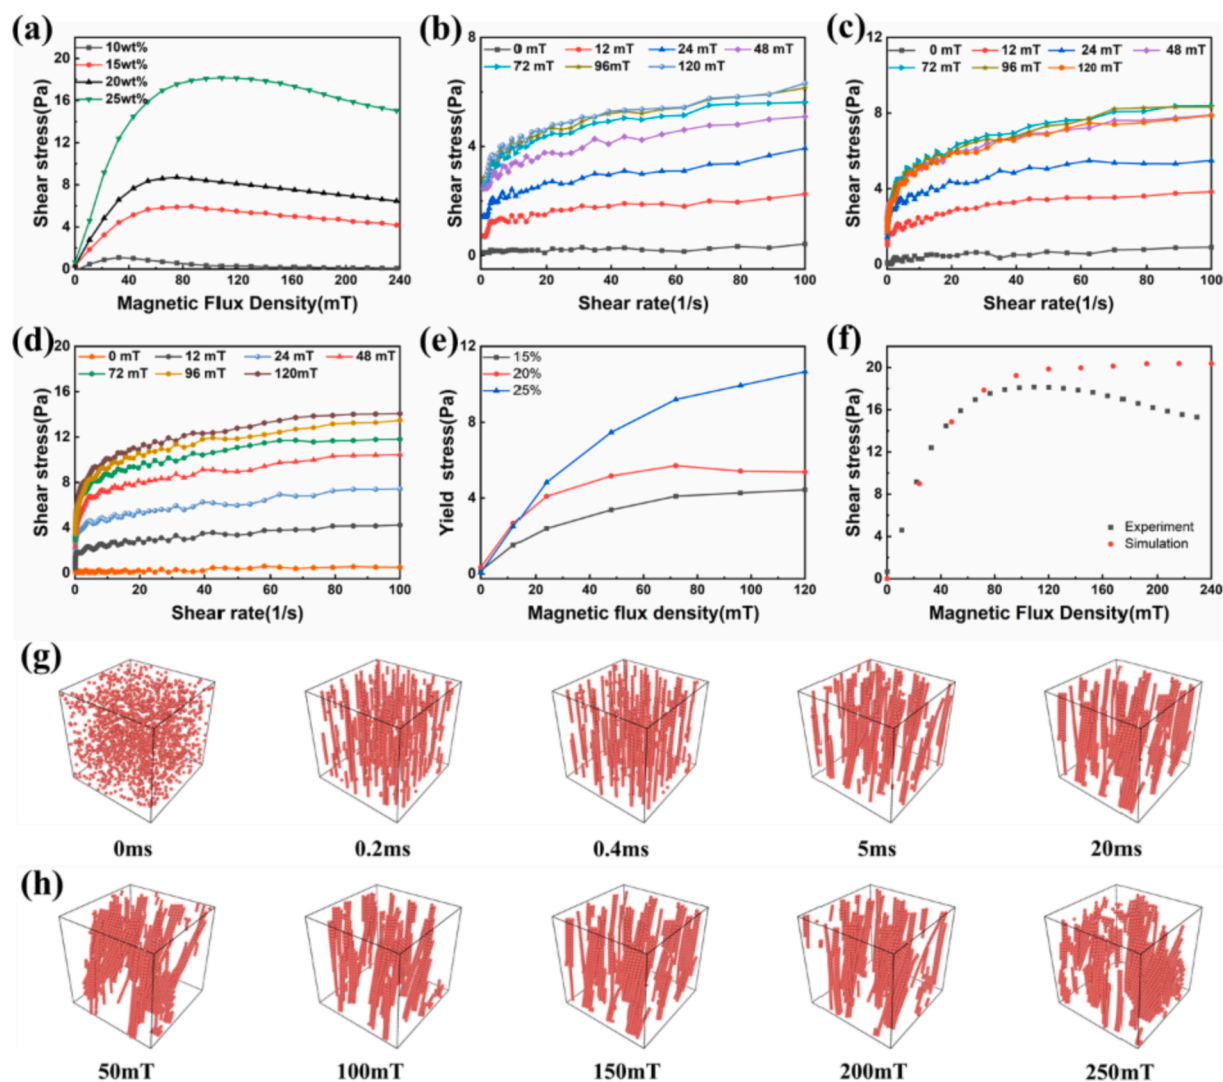 (a)
10wt%
15wt%
20wt%
25wt%
Shear stress(Pa)
20
16
12
8
4
0
0 40 80 120 160 200 240
Magnetic Flux Density(mT)
(b)
0 mT 12 mT 24 mT 48 mT
72 mT 96mT 120 mT
Shear stress(Pa)
8
4
0
0 20 40 60 80 100
Shear rate(1/s)
(c)
0 mT 12 mT 24 mT 48 mT
72 mT 96 mT 120 mT
Shear stress(Pa)
12
8
4
0
0 20 40 60 80 100
Shear rate(1/s)
(d)
0 mT 12 mT 24 mT 48 mT
72 mT 96 mT 120mT
Shear stress(Pa)
20
16
12
8
4
0
0 20 40 60 80 100
Shear rate(1/s)
(e)
15%
20%
25%
Yield stress(Pa)
12
8
4
0
0 20 40 60 80 100 120
Magnetic flux density(mT)
(f)
Experiment
Simulation
Shear stress(Pa)
20
16
12
8
4
0
0 40 80 120 160 200 240
Magnetic Flux Density(mT)
(g)
0ms 0.2ms 0.4ms 5ms 20ms
(h)
50mT 100mT 150mT 200mT 250mT